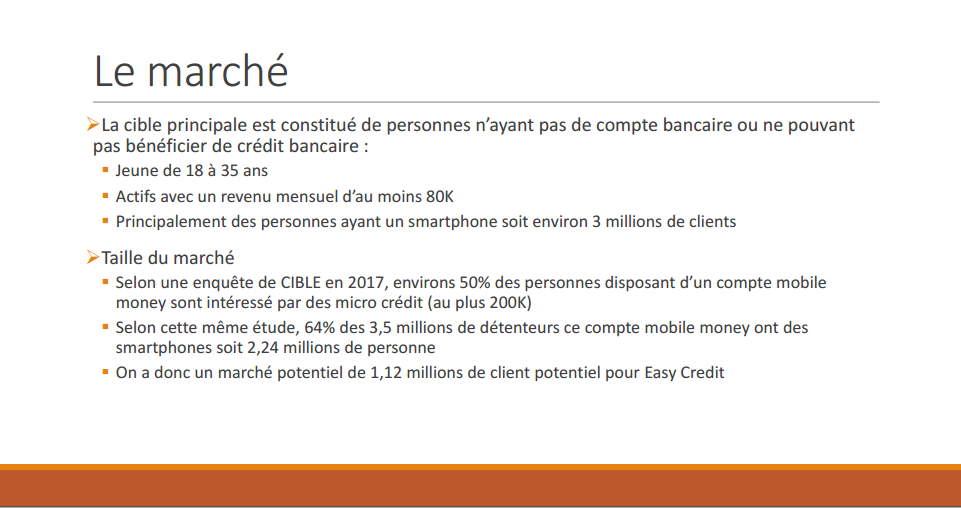 Le marché
➢La cible principale est constitué de personnes n’ayant pas de compte bancaire ou ne pouvant
pas bénéficier de crédit bancaire :
▪ Jeune de 18 à 35 ans
▪ Actifs avec un revenu mensuel d’au moins 80K
▪ Principalement des personnes ayant un smartphone soit environ 3 millions de clients
➢Taille du marché
▪ Selon une enquête de CIBLE en 2017, environs 50% des personnes disposant d’un compte mobile
money sont intéressé par des micro crédit (au plus 200K)
▪ Selon cette même étude, 64% des 3,5 millions de détenteurs ce compte mobile money ont des
smartphones soit 2,24 millions de personne
▪ On a donc un marché potentiel de 1,12 millions de client potentiel pour Easy Credit